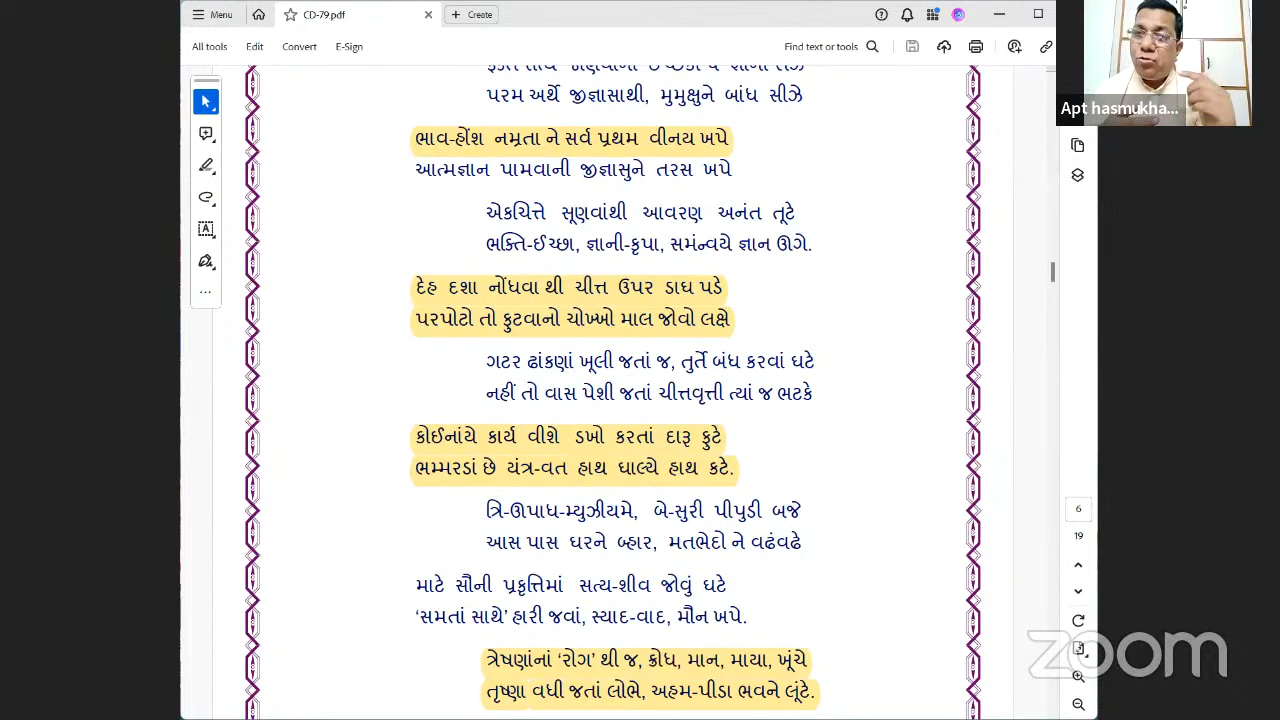 Menu
CD-79.pdf
Create
All tools
Edit
Convert
E-Sign
Find text or tools
પરમ અર્થે જીજ્ઞાસાથી, મુમુક્ષુને બાંધ સીઝે
ભાવ-હોંશ નમ્રતા ને સર્વ પ્રથમ વીનય ખપે
આત્મજ્ઞાન પામવાની જીજ્ઞાસુને તરસ ખપે
એકચિત્તે સૂણવાંથી આવરણ અનંત તૂટે
ભક્તિ-ઈચ્છા, જ્ઞાની-કૃપા, સમંન્વયે જ્ઞાન ઊગે.
દેહ દશા નોંધવા થી ચીત્ત ઉપર ડાઘ પડે
પરપોટો તો ફુટવાનો ચોખ્ખો માલ જોવો લક્ષે
ગટર ઢાંકણાં ખૂલી જતાં જ, તુર્તે બંધ કરવાં ઘટે
નહીં તો વાસ પેશી જતાં ચીત્તવૃત્તી ત્યાં જ ભટકે
કોઈનાંયે કાર્ય વીશે ડખો કરતાં દારૂ ફુટે
ભમ્મરડાં છે યંત્ર-વત હાથ ઘાલ્યે હાથ કટે.
ત્રિ-ઊપાધ-મ્યુઝીયમે, બે-સુરી પીપુડી બજે
આસ પાસ ઘરને બ્હાર, મતભેદો ને વઢંવઢે
માટે સૌની પ્રકૃત્તિમાં સત્ય-શીવ જોવું ઘટે
‘સમતાં સાથે’ હારી જવાં, સ્યાદ-વાદ, મૌન ખપે.
ત્રેષણાંનાં ‘રોગ’ થી જ, ક્રોધ, માન, માયા, ખૂંચે
તૃષ્ણા વધી જતાં લોભે, અહમ-પીડા ભવને લૂંટે.
Apt hasmukha...
6
19
zoom